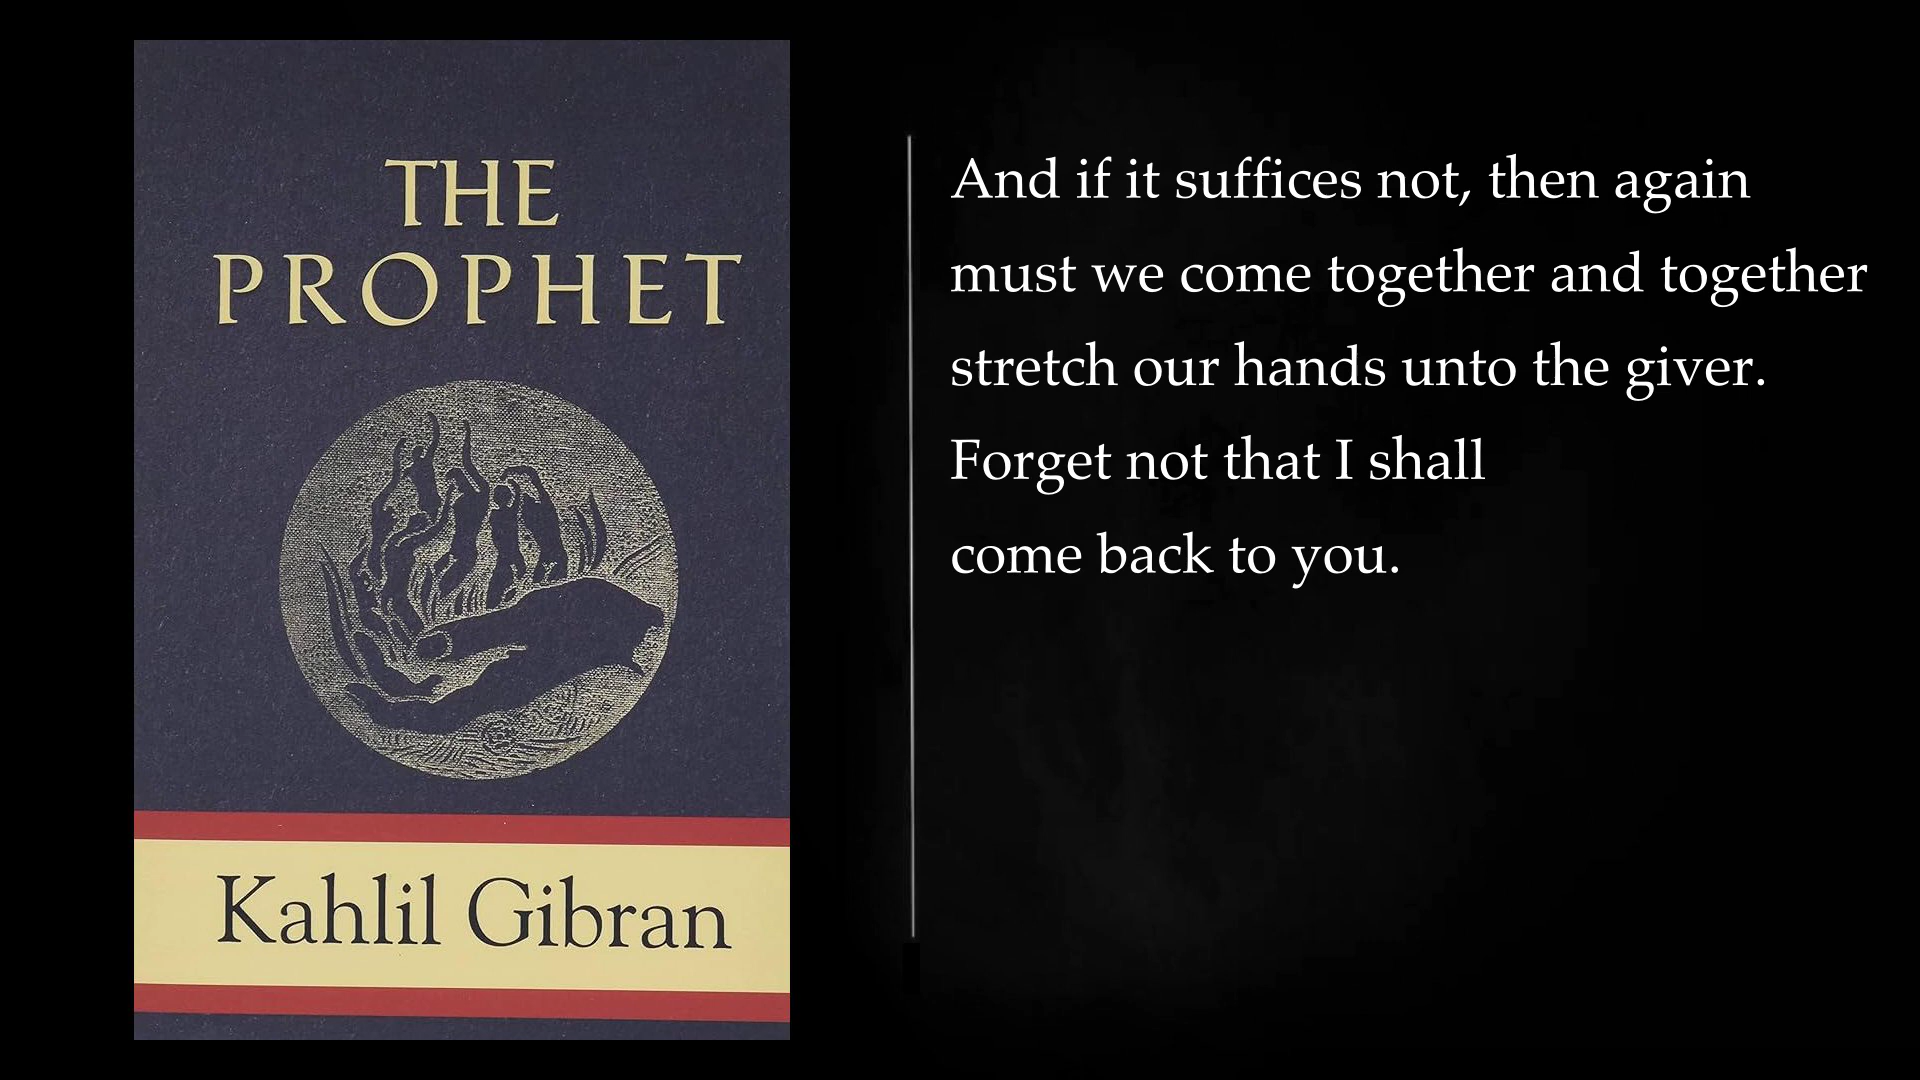 THE
PROPHET
Kahlil Gibran
And if it suffices not, then again
must we come together and together
stretch our hands unto the giver.
Forget not that I shall
come back to you.